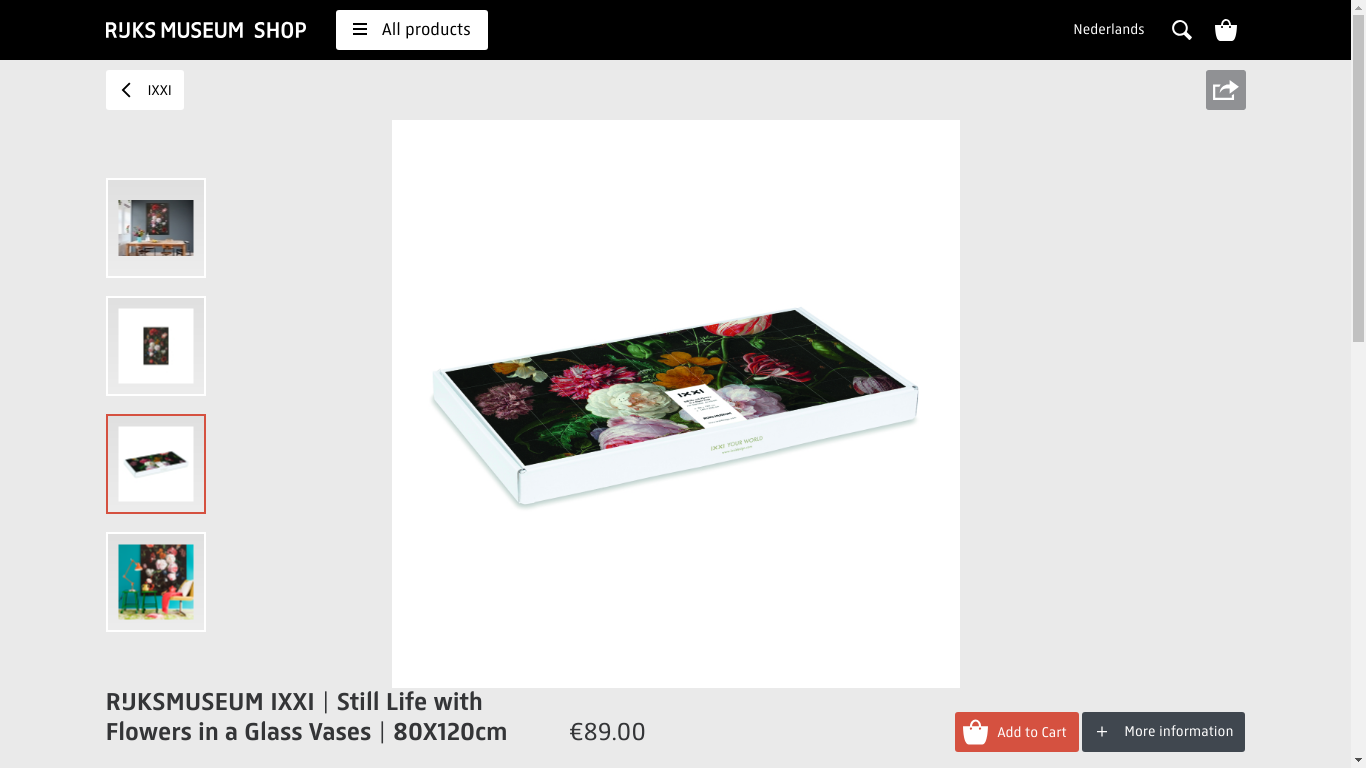 RIJKS MUSEUM SHOP
All products
Nederlands
IXXI
IXXI
IXXI YOUR WORLD
RIJKSMUSEUM IXXI | Still Life with
Flowers in a Glass Vases | 80X120cm
€89.00
Add to Cart
+ More information